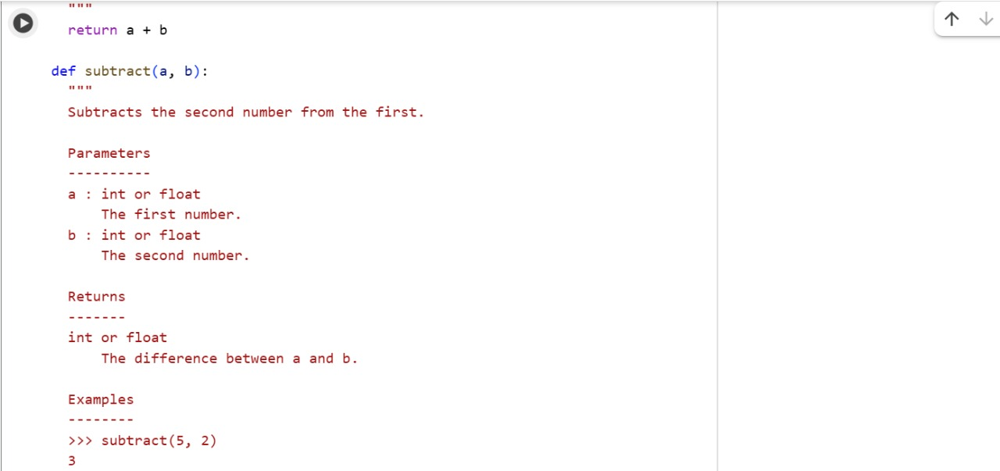 """
return a + b
def subtract(a, b):
"""
Subtracts the second number from the first.
Parameters
----------
a : int or float
The first number.
b : int or float
The second number.
Returns
-------
int or float
The difference between a and b.
Examples
--------
>>> subtract(5, 2)
3